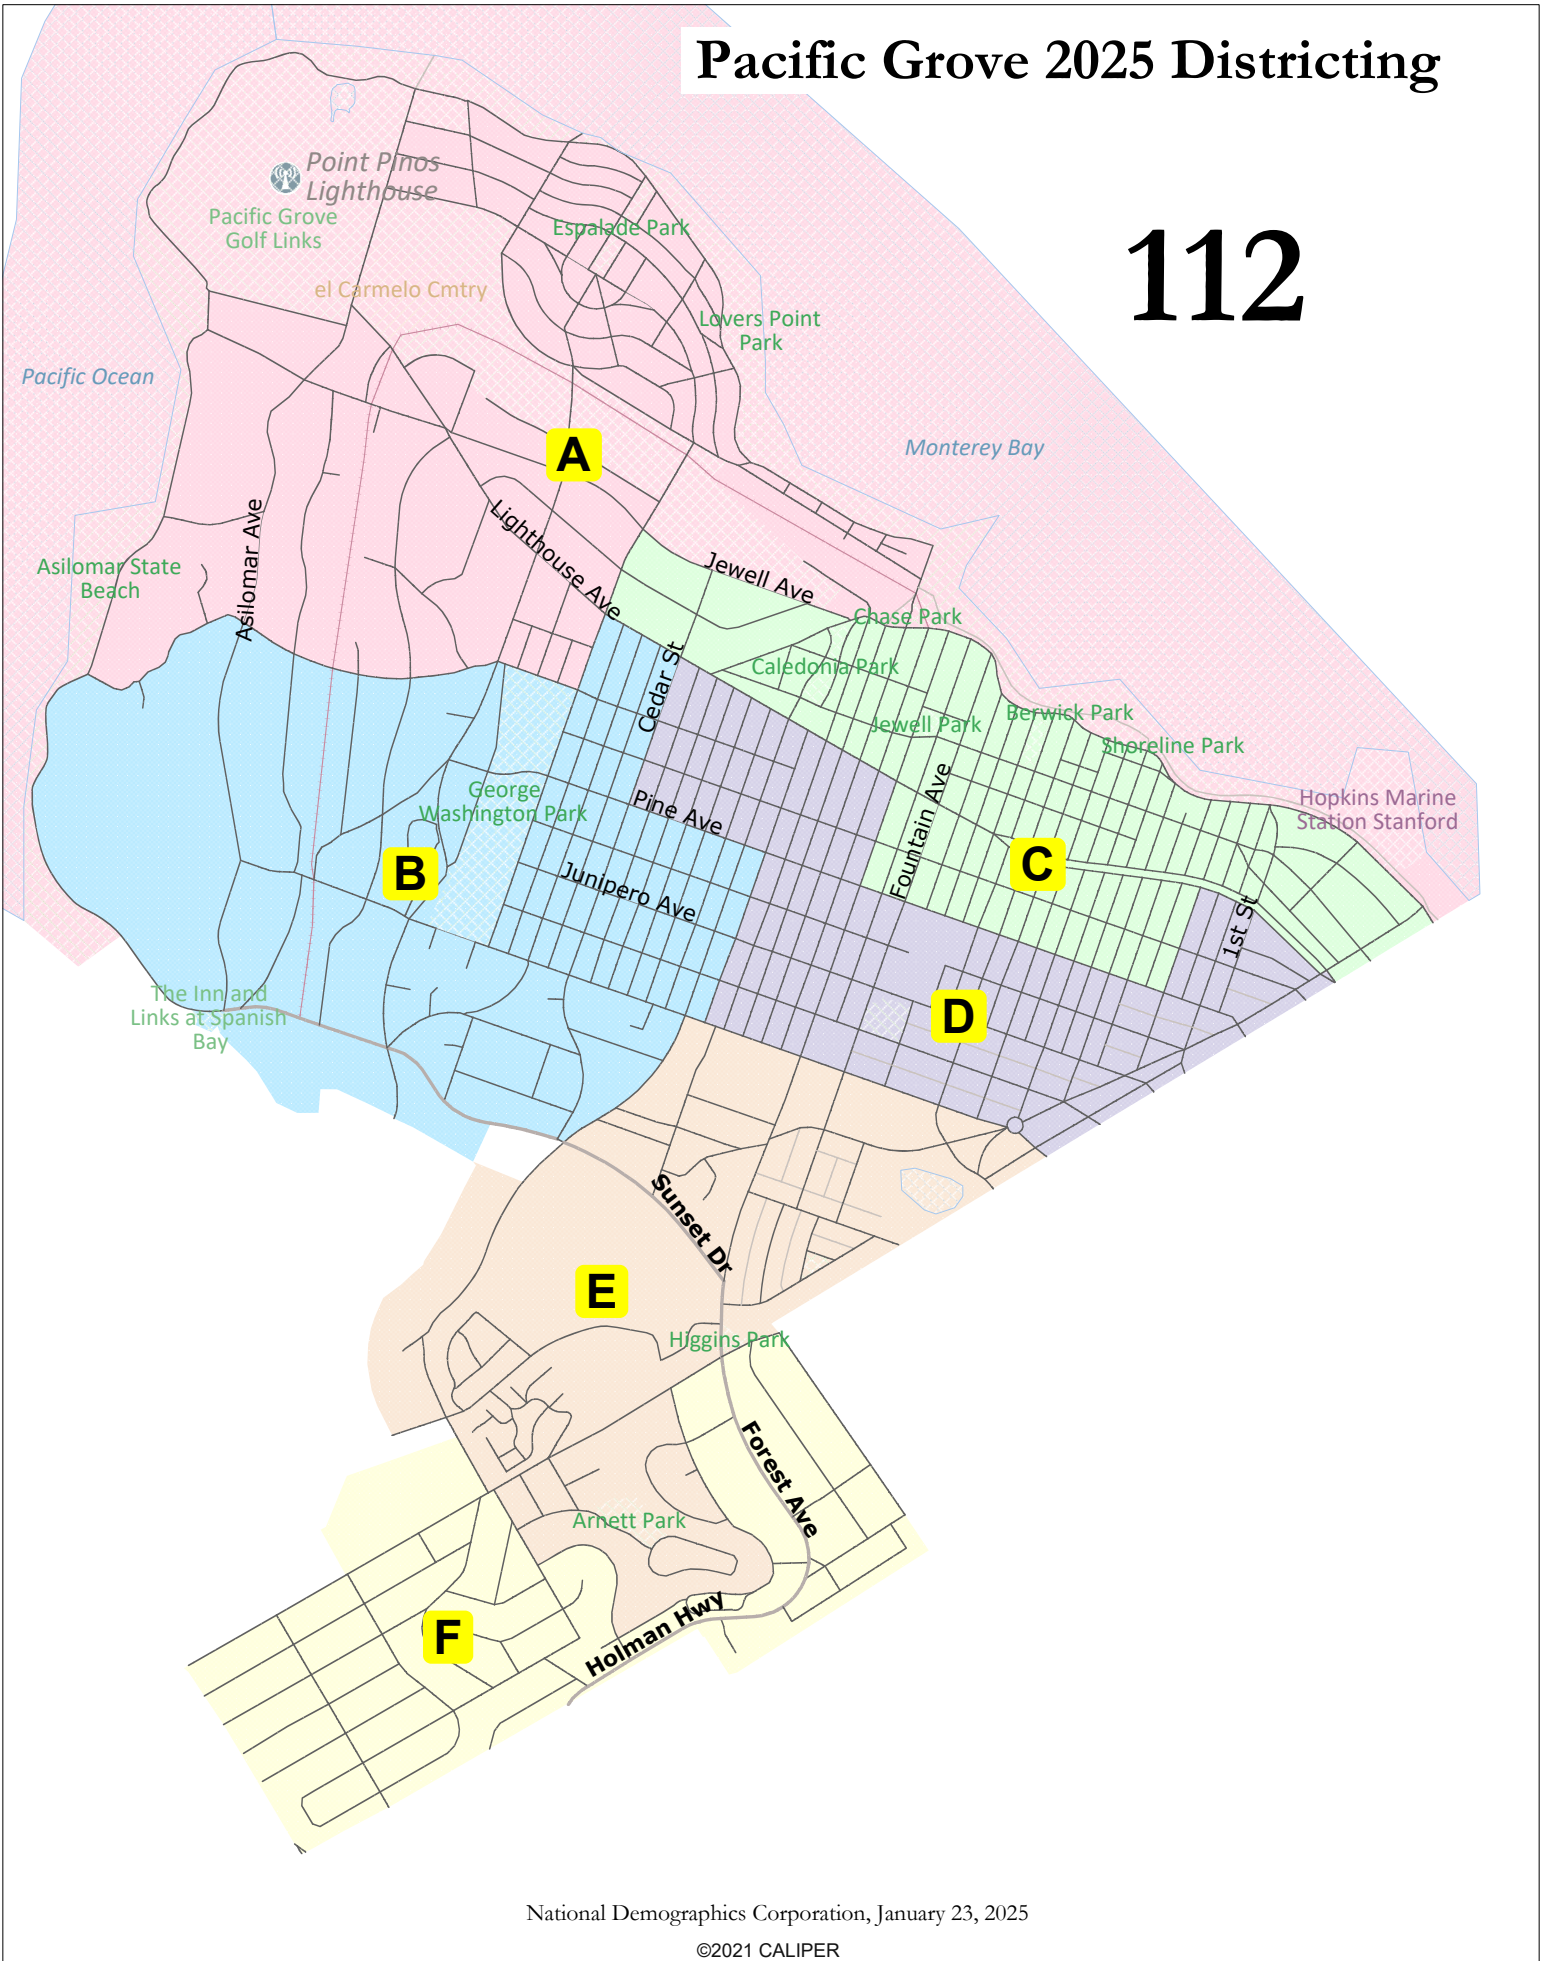 Pacific Grove 2025 Districting
112
Point Pinos
Lighthouse
Pacific Grove
Golf Links
Espalade Park
el Carmelo Cmtry
Lovers Point
Park
Pacific Ocean
Monterey Bay
A
Lighthouse Ave
Asilomar Ave
Asilomar State
Beach
Jewell Ave
Chase Park
Cedar St
Caledonia Park
Jewell Park
Berwick Park
Shoreline Park
George
Washington Park
Pine Ave
Fountain Ave
Hopkins Marine
Station Stanford
B
Junipero Ave
C
1st St
The Inn and
Links at Spanish
Bay
D
Sunset Dr
E
Higgins Park
Forest Ave
Arnett Park
F
Holman Hwy
National Demographics Corporation, January 23, 2025
©2021 CALIPER